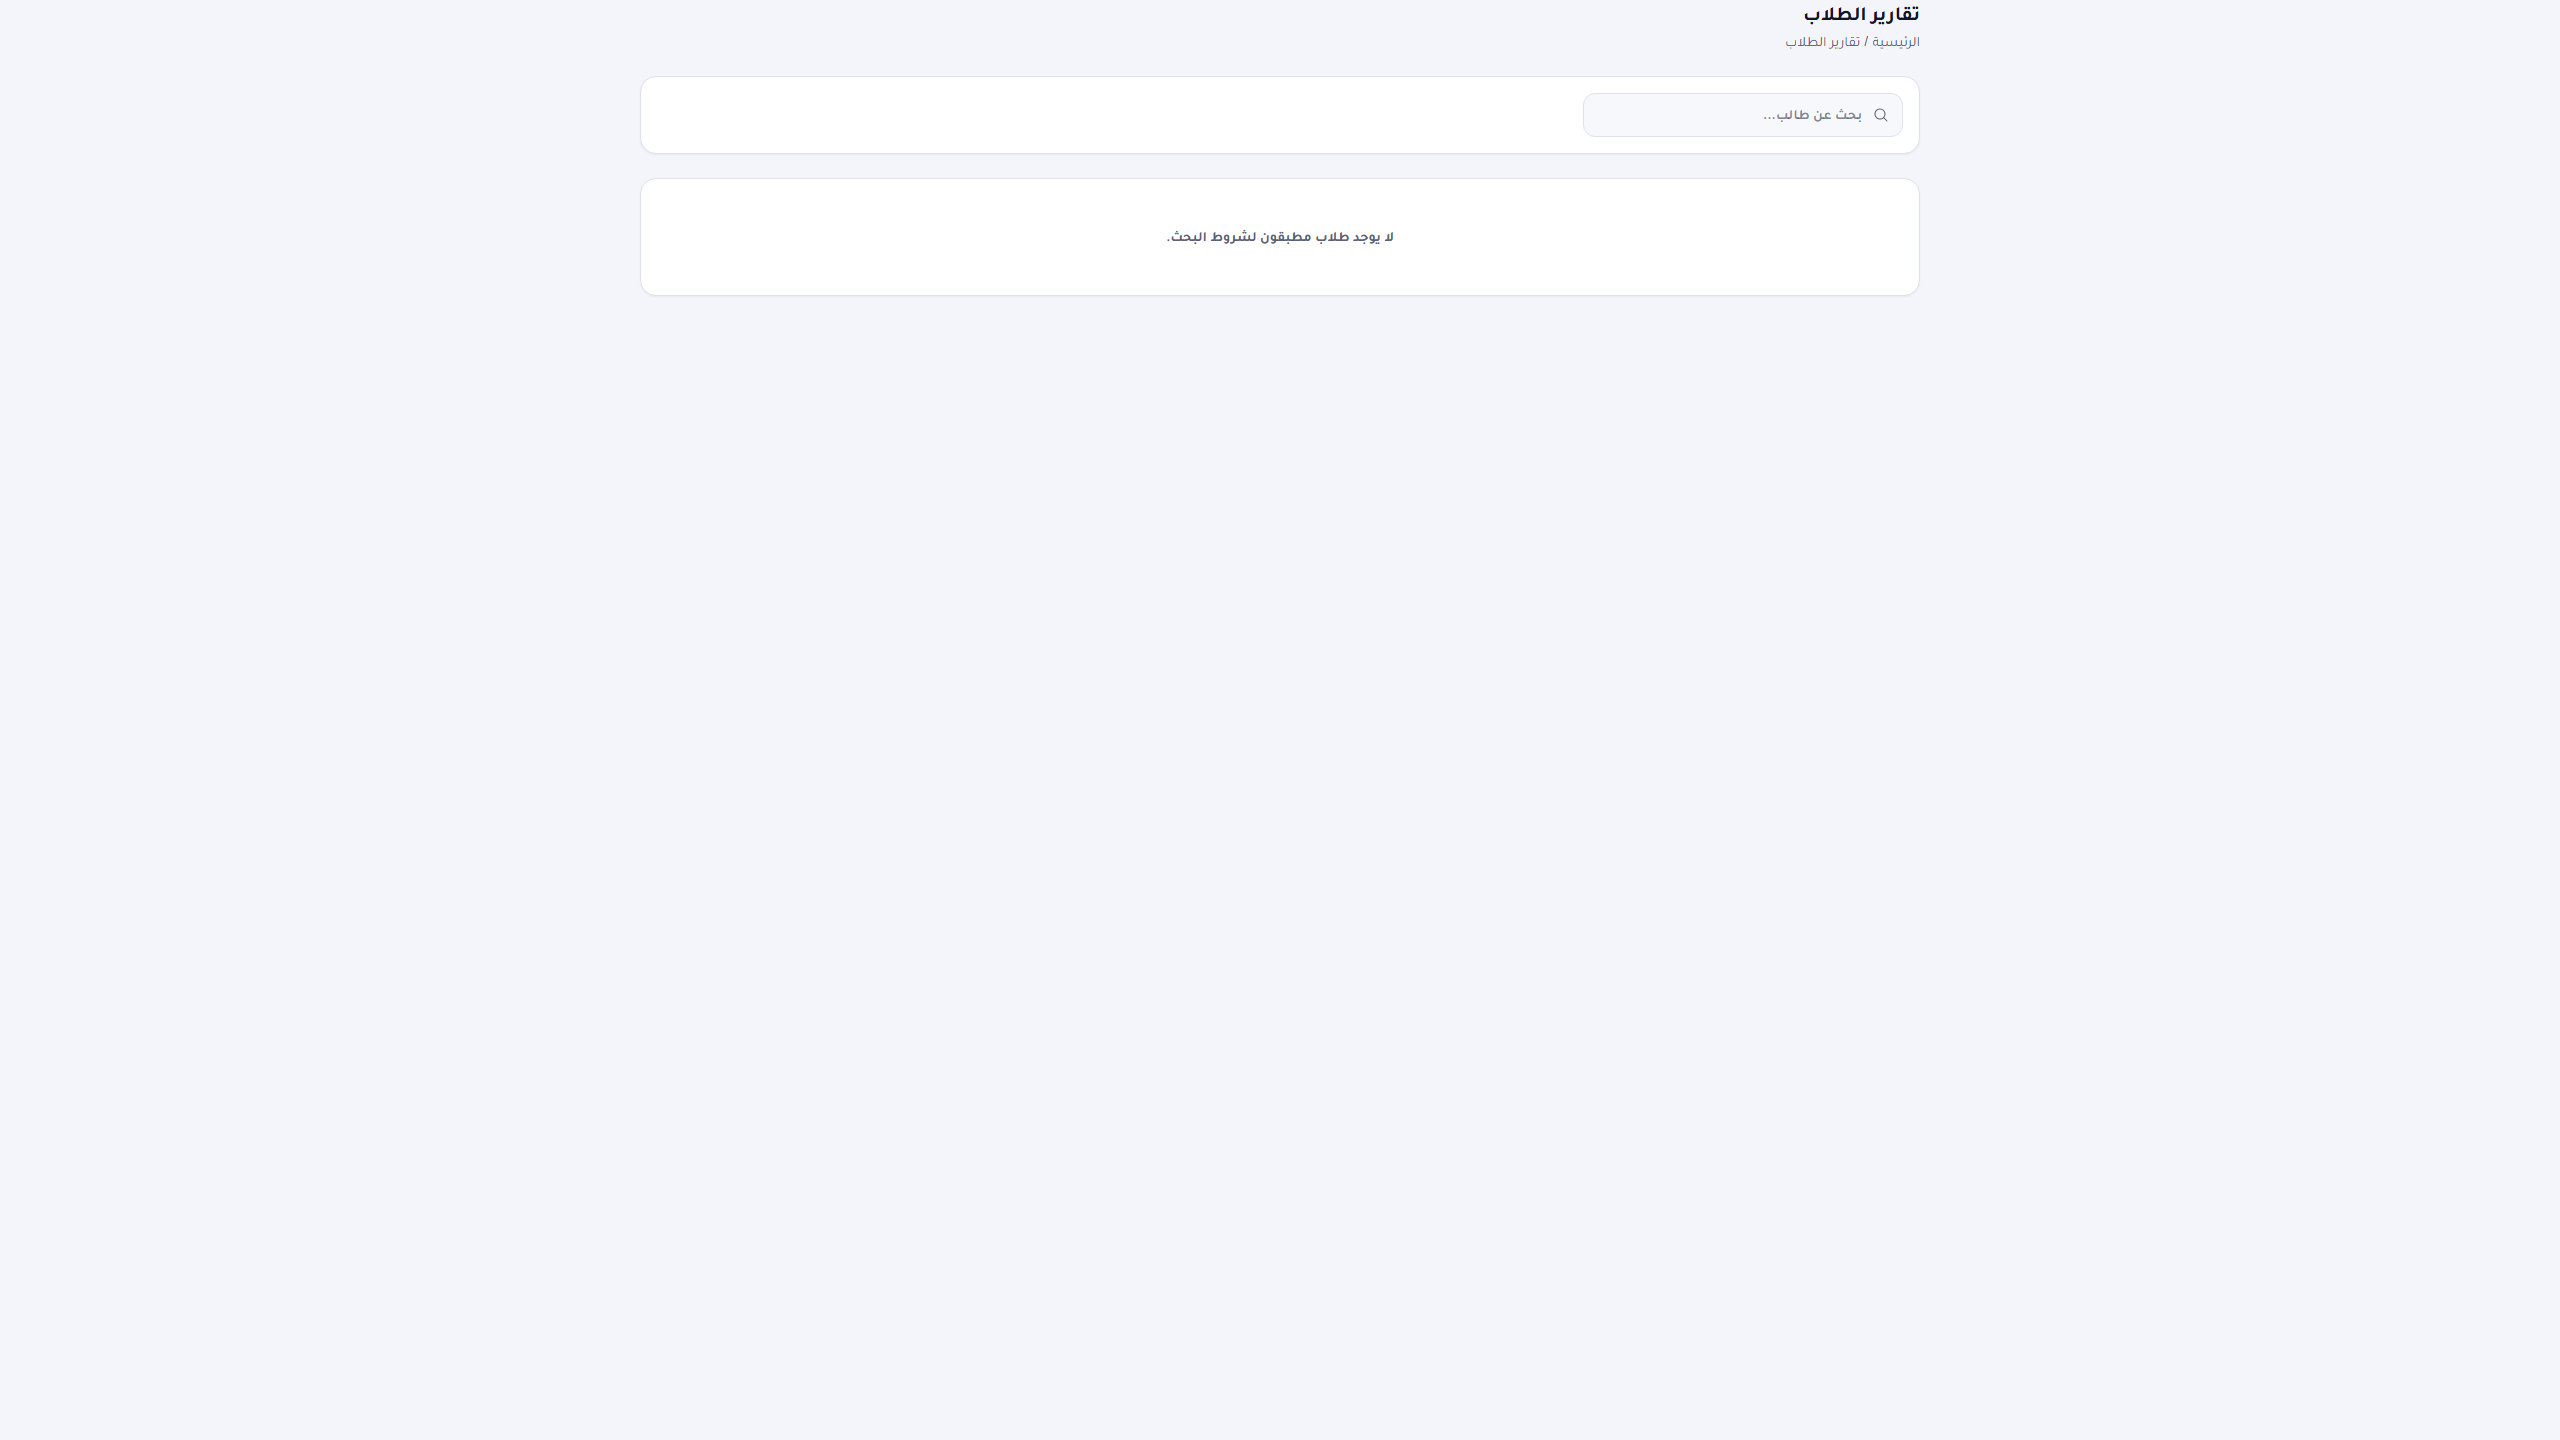 تقارير الطلاب
الرئيسية / تقارير الطلاب
بحث عن طالب...
لا يوجد طلاب مطبقون لشروط البحث.